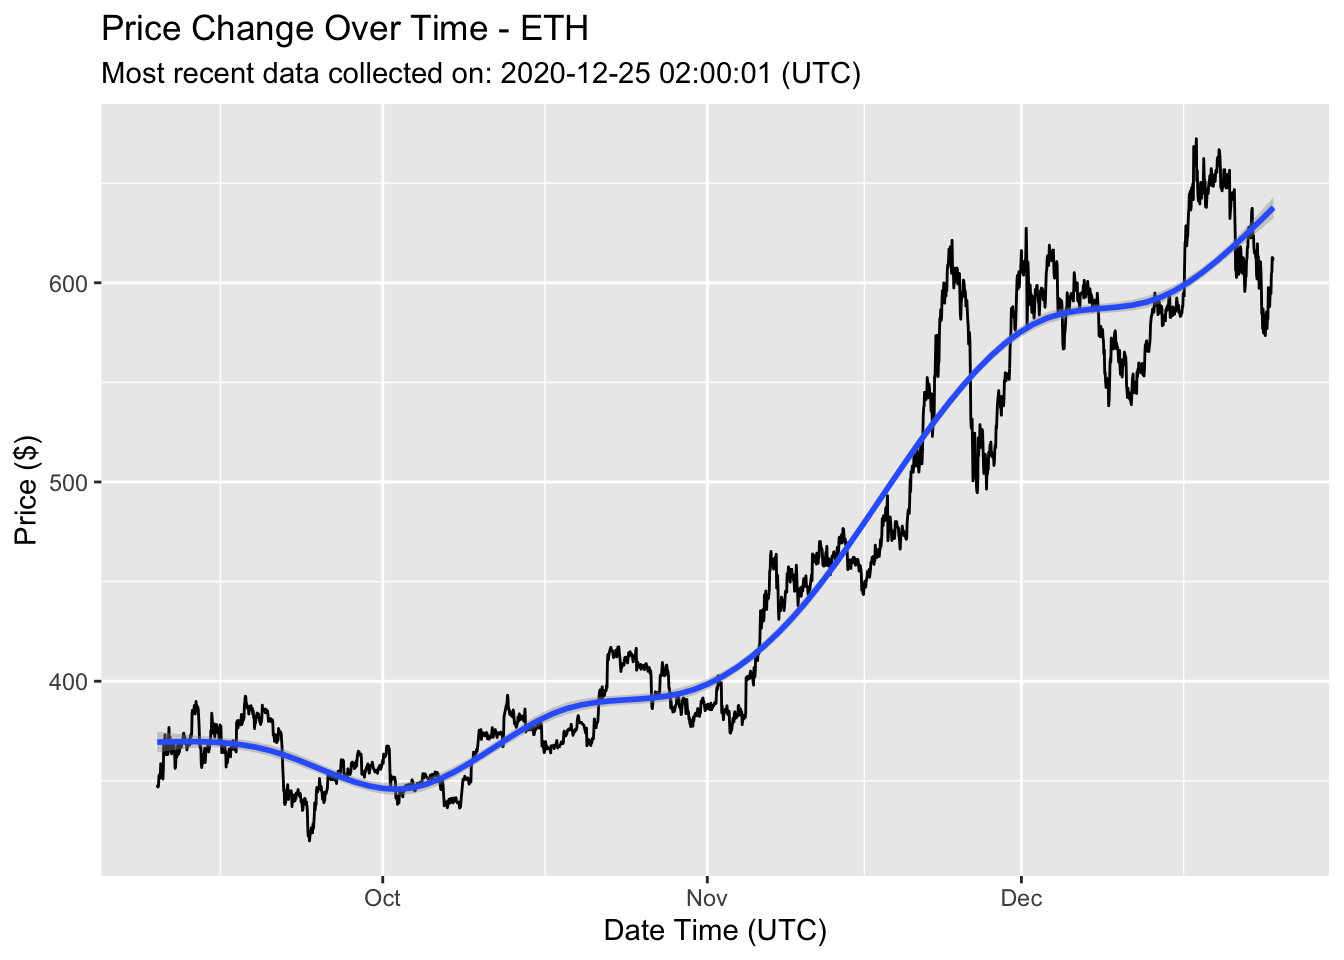 Price Change Over Time - ETH
Most recent data collected on: 2020-12-25 02:00:01 (UTC)
Price ($)
600
500
400
Oct
Nov
Dec
Date Time (UTC)